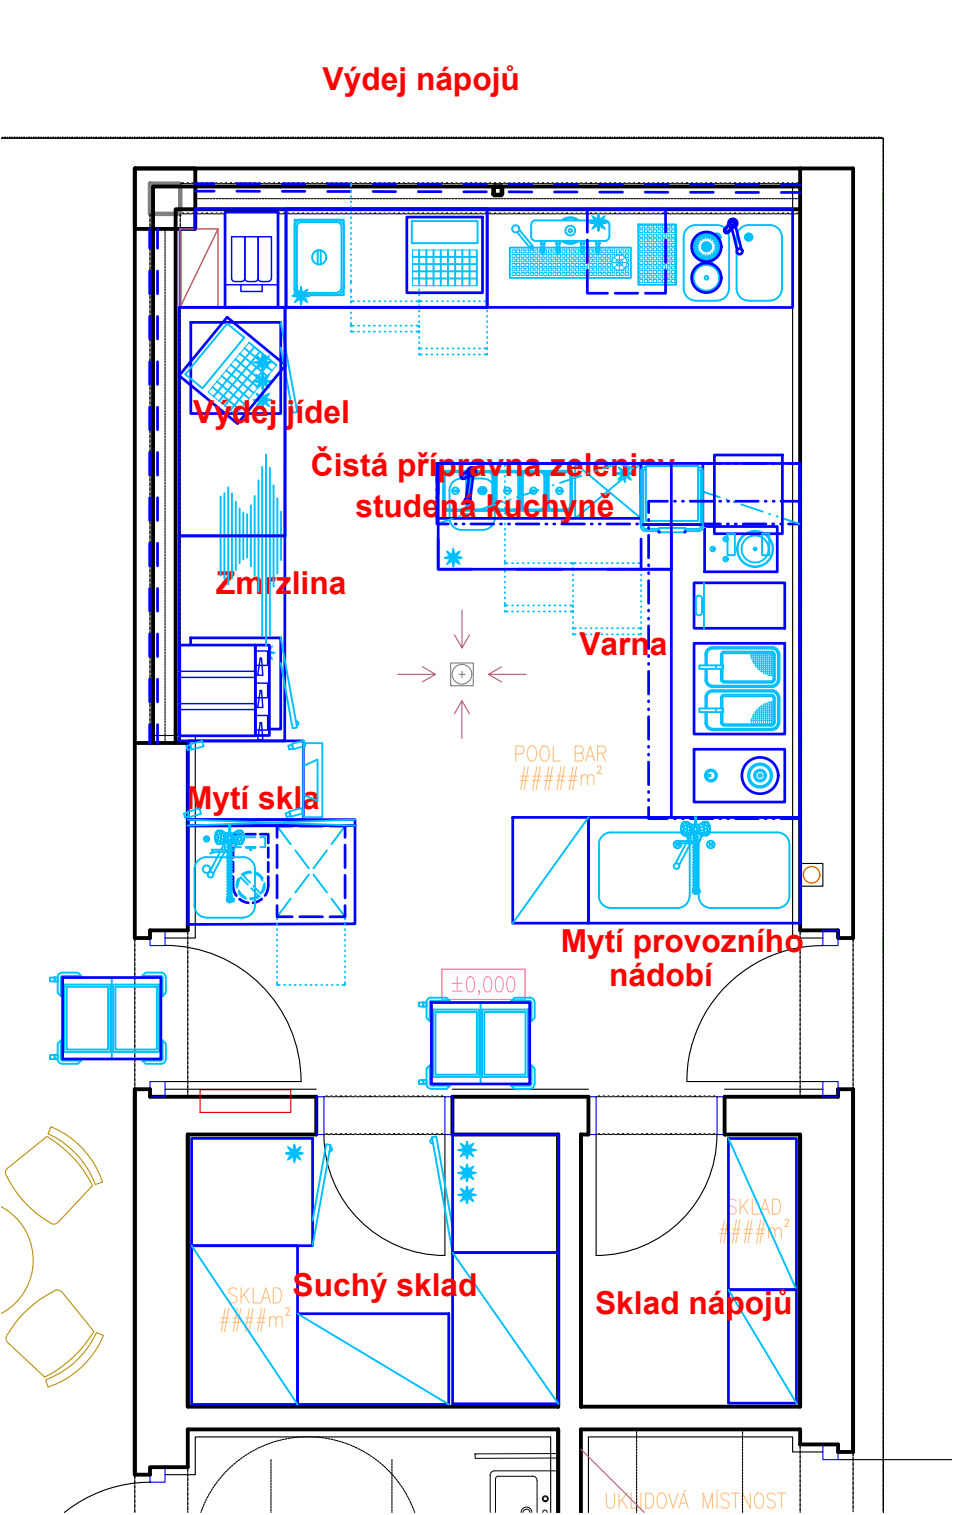 Výdej nápojů
Výdej jídel
Čistá přípravna zeleniny
studená kuchyně
Zmrzlina
Varna
POOL BAR
#####m²
Mytí skla
Mytí provozního
nádobí
±0,000
SKLAD
####m²
Suchý sklad
SKLAD
####m²
Sklad nápojů
UKLIDOVÁ MÍSTNOST